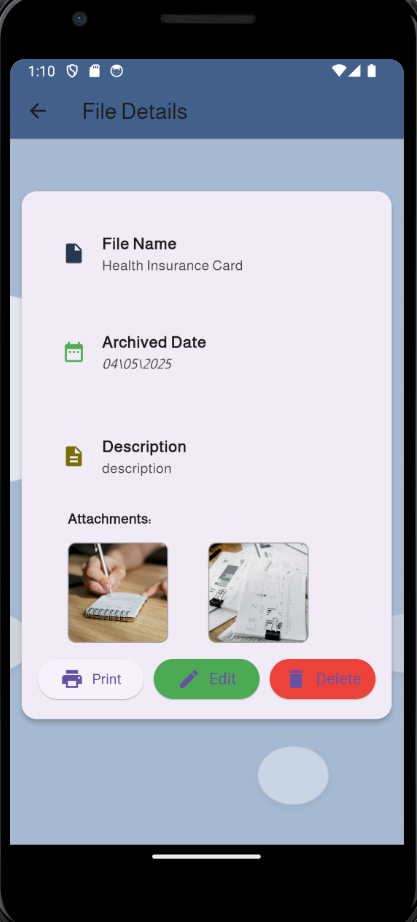 1:10
File Details
File Name
Health Insurance Card
Archived Date
04\05\2025
Description
description
Attachments:
Print
Edit
Delete